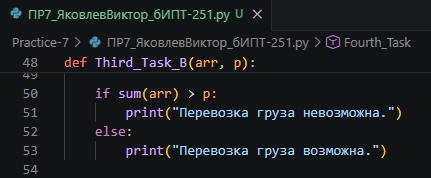 ПР7_ЯковлевВиктор_бИПТ-251.py U
Practice-7 > ПР7_ЯковлевВиктор_бИПТ-251.py > Fourth_Task
48 def Third_Task_B(arr, p):
49
50 if sum(arr) > p:
51 print("Перевозка груза невозможна.")
52 else:
53 print("Перевозка груза возможна.")
54